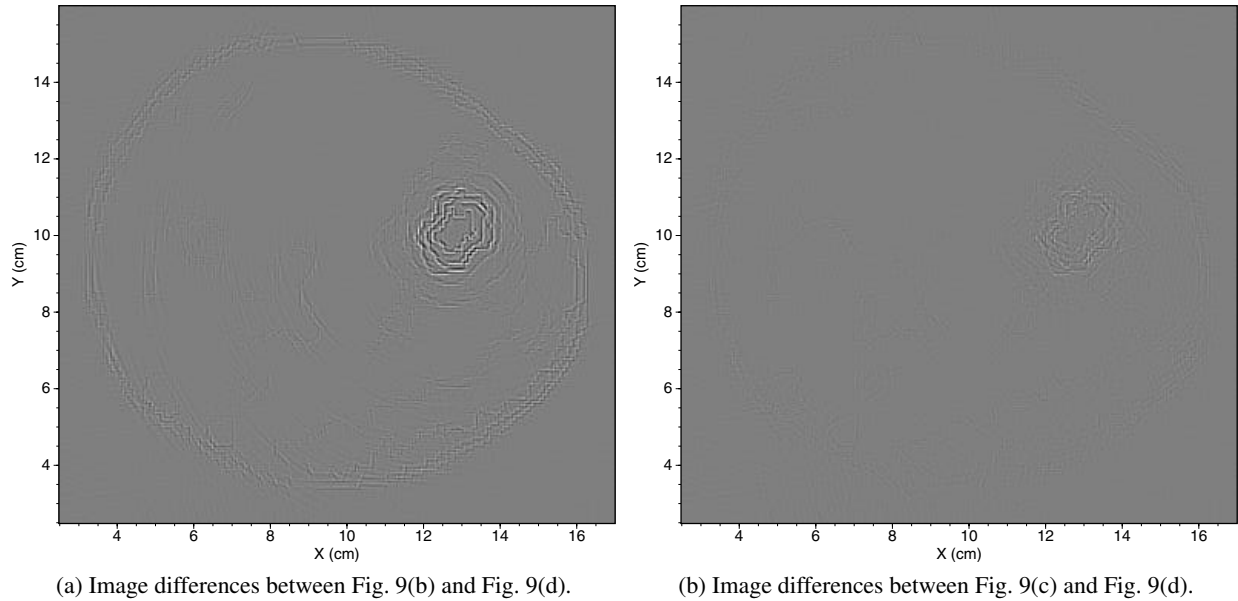 14
12
10
8
6
4
Y (cm)
4 6 8 10 12 14 16
X (cm)
(a) Image differences between Fig. 9(b) and Fig. 9(d).
14
12
10
8
6
4
Y (cm)
4 6 8 10 12 14 16
X (cm)
(b) Image differences between Fig. 9(c) and Fig. 9(d).